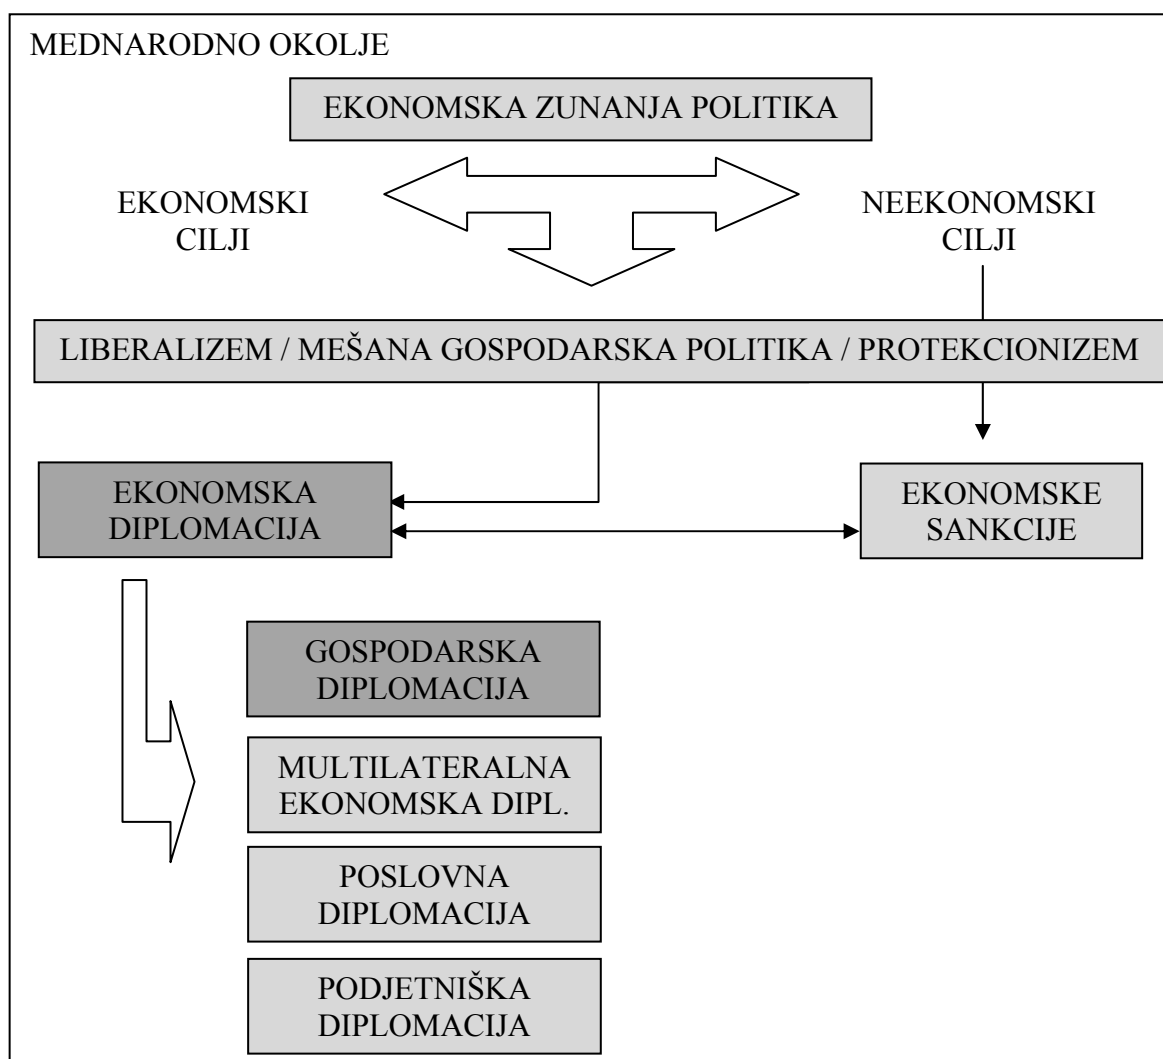 MEDNARODNO OKOLJE
EKONOMSKA ZUNANJA POLITIKA
EKONOMSKI
CILJI
NEEKONOMSKI
CILJI
LIBERALIZEM / MEŠANA GOSPODARSKA POLITIKA / PROTEKCIONIZEM
EKONOMSKA
DIPLOMACIJA
EKONOMSKE
SANKCIJE
GOSPODARSKA
DIPLOMACIJA
MULTILATERALNA
EKONOMSKA DIPL.
POSLOVNA
DIPLOMACIJA
PODJETNIŠKA
DIPLOMACIJA